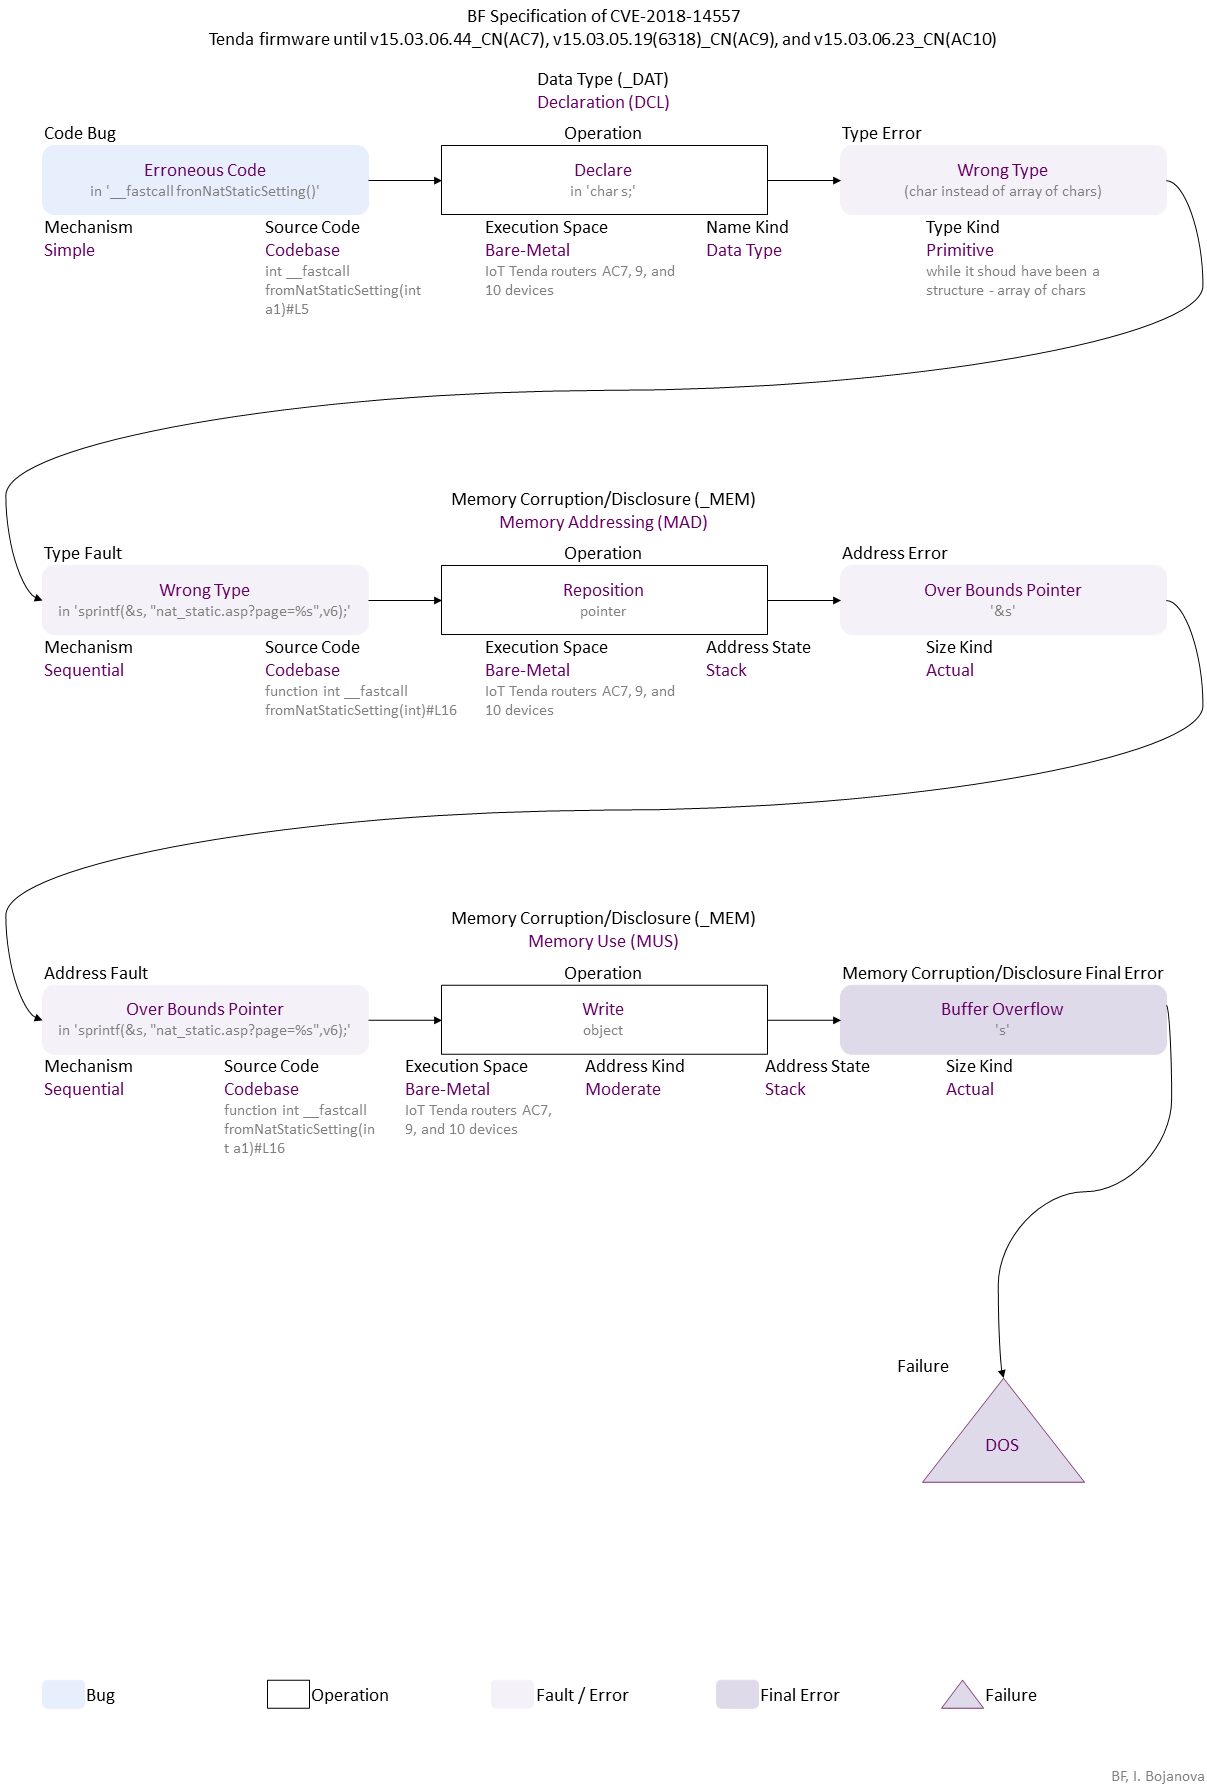 BF Specification of CVE-2018-14557
Tenda firmware until v15.03.06.44_CN(AC7), v15.03.05.19(6318)_CN(AC9), and v15.03.06.23_CN(AC10)
Data Type (_DAT)
Declaration (DCL)
Code Bug
Operation
Type Error
Erroneous Code
in '__fastcall fronNatStaticSetting()'
Declare
in 'char s;'
Wrong Type
(char instead of array of chars)
Mechanism
Simple
Source Code
Codebase
int __fastcall
fromNatStaticSetting(int
a1)#L5
Execution Space
Bare-Metal
IoT Tenda routers AC7, 9, and
10 devices
Name Kind
Data Type
Type Kind
Primitive
while it shoud have been a
structure - array of chars
Memory Corruption/Disclosure (_MEM)
Memory Addressing (MAD)
Type Fault
Operation
Address Error
Wrong Type
in 'sprintf(&s, "nat_static.asp?page=%s",v6);'
Reposition
pointer
Over Bounds Pointer
'&s'
Mechanism
Sequential
Source Code
Codebase
function int __fastcall
fromNatStaticSetting(int)#L16
Execution Space
Bare-Metal
IoT Tenda routers AC7, 9, and
10 devices
Address State
Stack
Size Kind
Actual
Memory Corruption/Disclosure (_MEM)
Memory Use (MUS)
Address Fault
Operation
Memory Corruption/Disclosure Final Error
Over Bounds Pointer
in 'sprintf(&s, "nat_static.asp?page=%s",v6);'
Write
object
Buffer Overflow
's'
Mechanism
Sequential
Source Code
Codebase
function int __fastcall
fromNatStaticSetting(in
t a1)#L16
Execution Space
Bare-Metal
IoT Tenda routers AC7,
9, and 10 devices
Address Kind
Moderate
Address State
Stack
Size Kind
Actual
Failure
DOS
Bug
Operation
Fault / Error
Final Error
Failure
BF, I. Bojanova